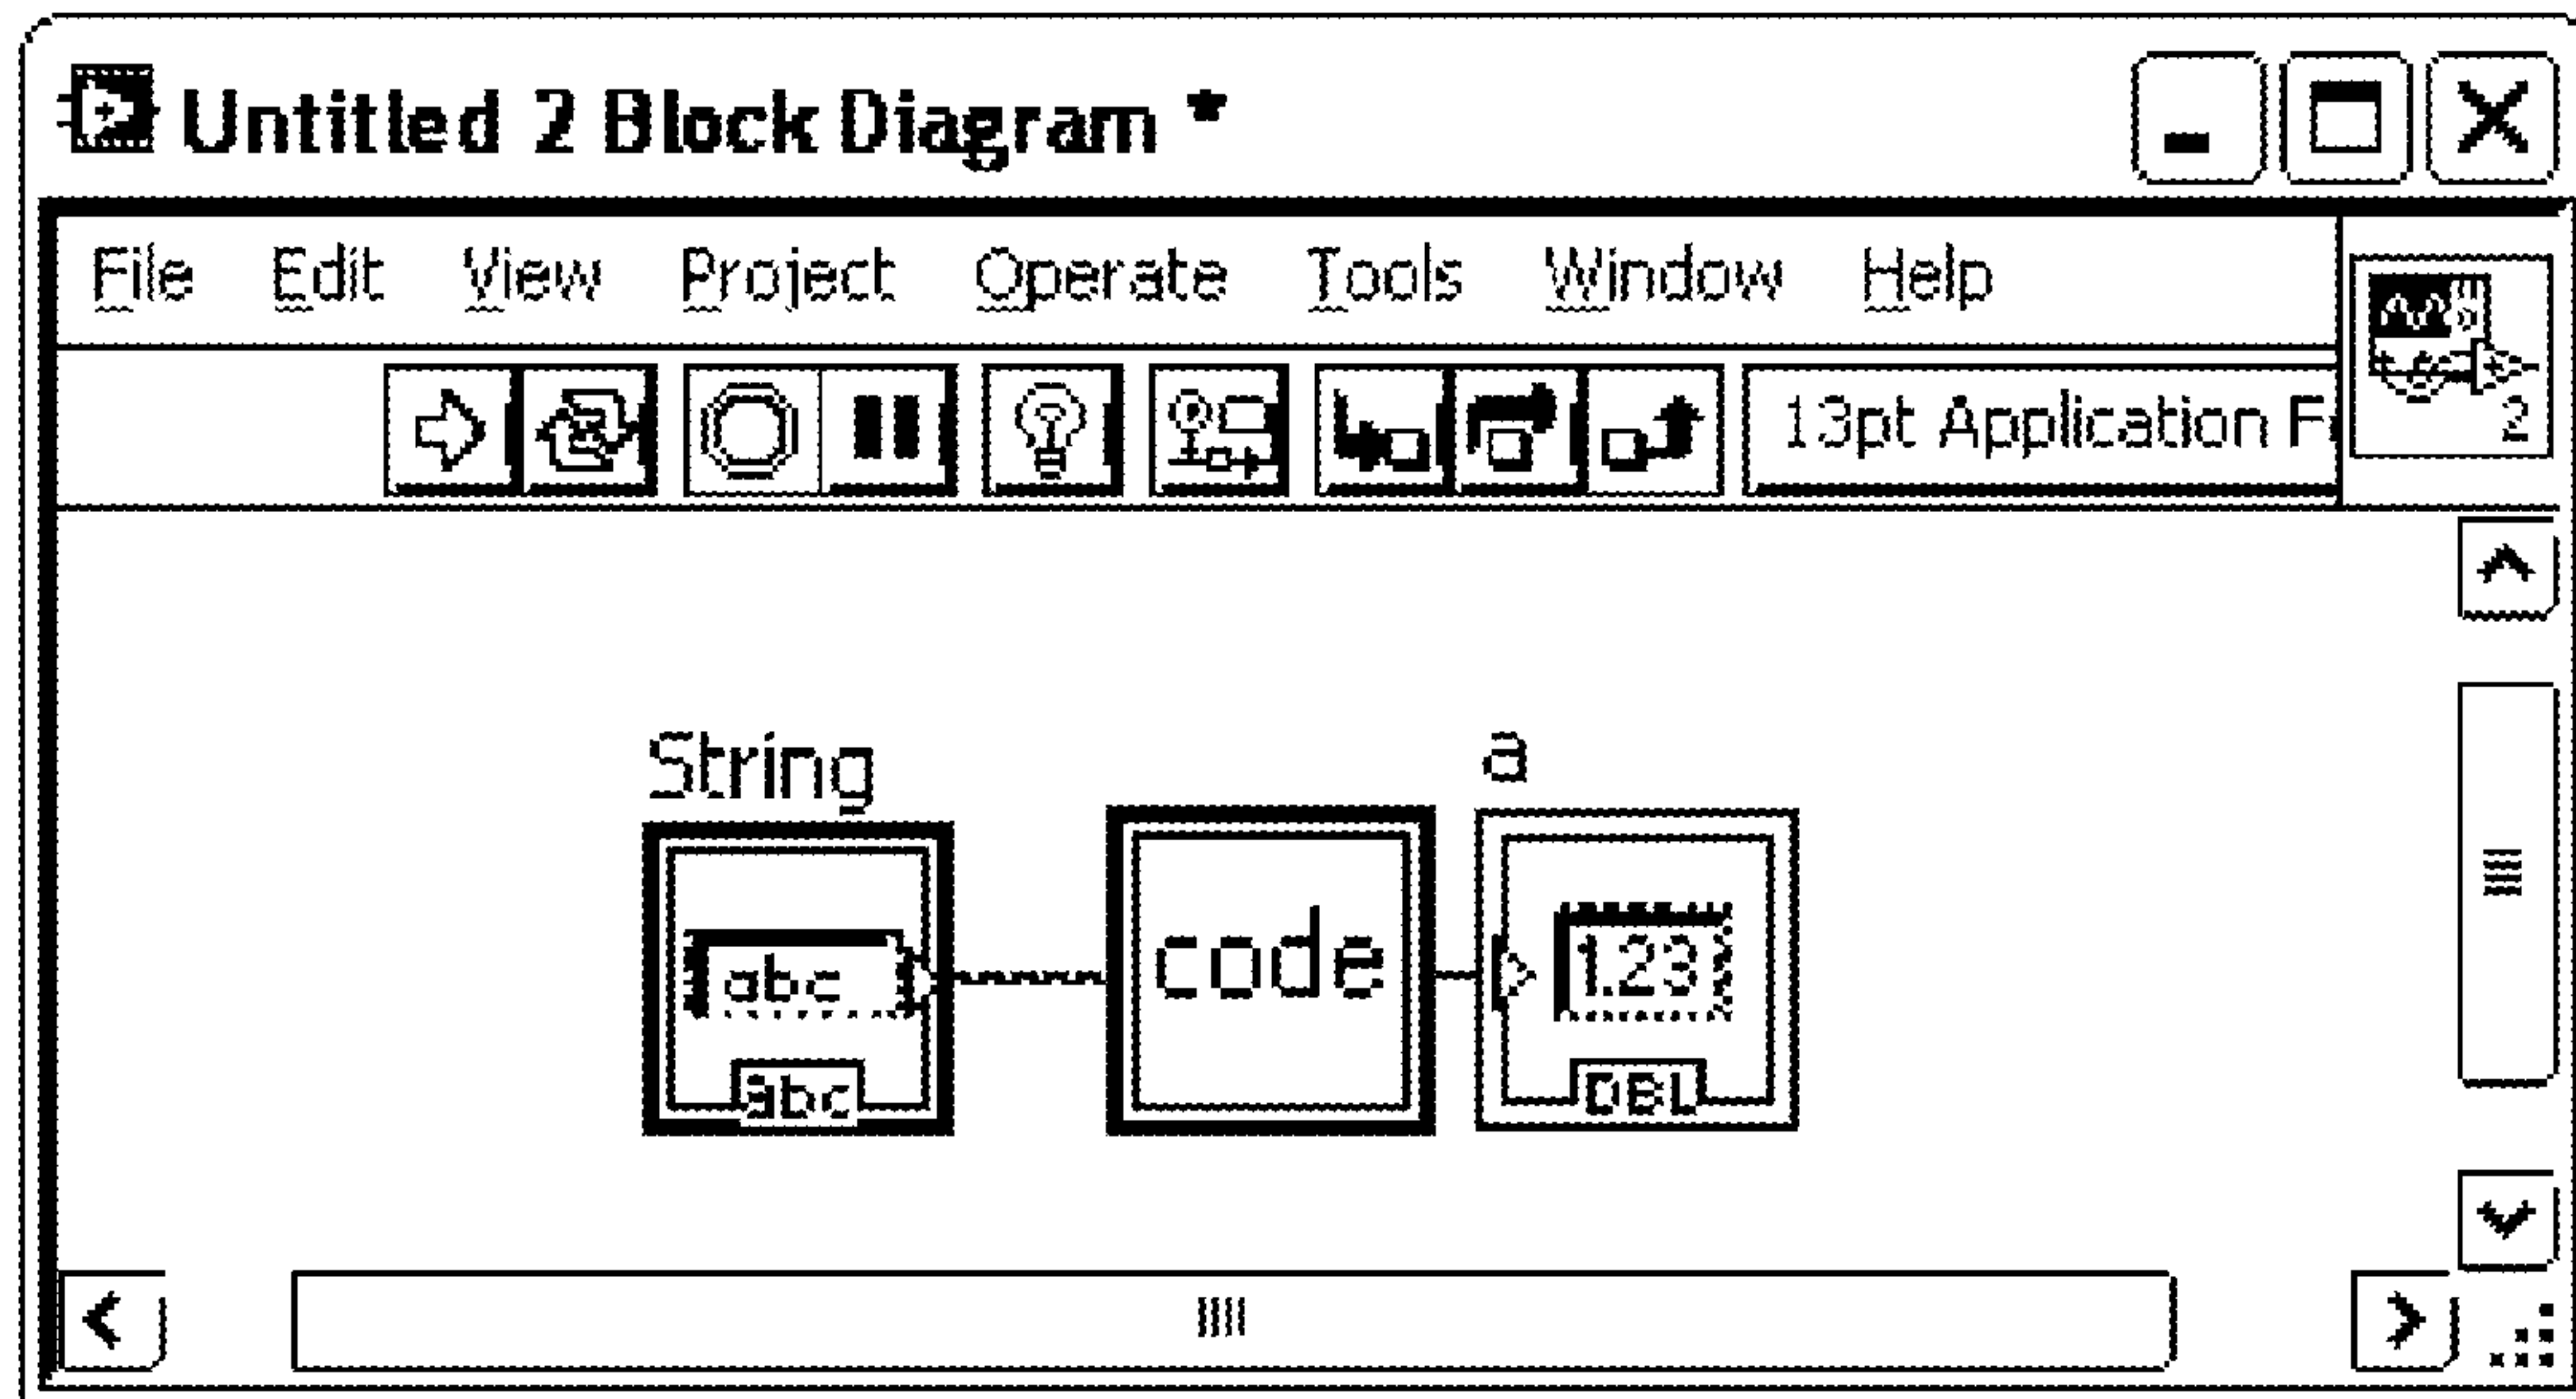 Untitled 2 Block Diagram *
File Edit View Project Operate Tools Window Help
13pt Application F
2
String a
abc code 1.23
abc DBL